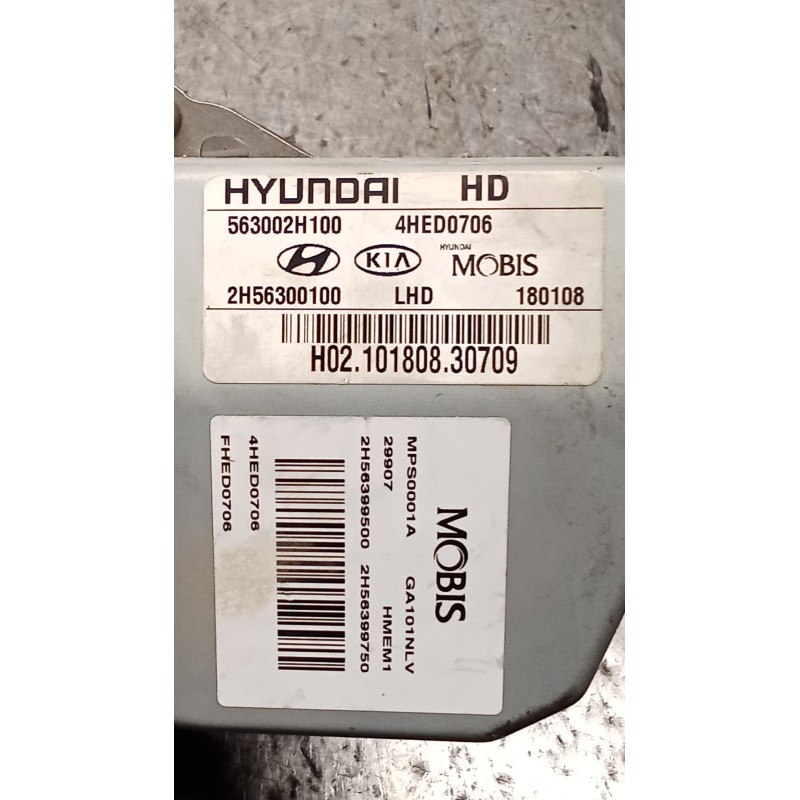 HYUNDAI HD
563002H100 4HED0706
KIA HYUNDAI MOBIS
2H56300100 LHD 180108
H02.101808.30709
MOBIS
MPS0001A GA101NLV
29907 HMEM1
2H56399500 2H56399750
4HED0706
FHED0706